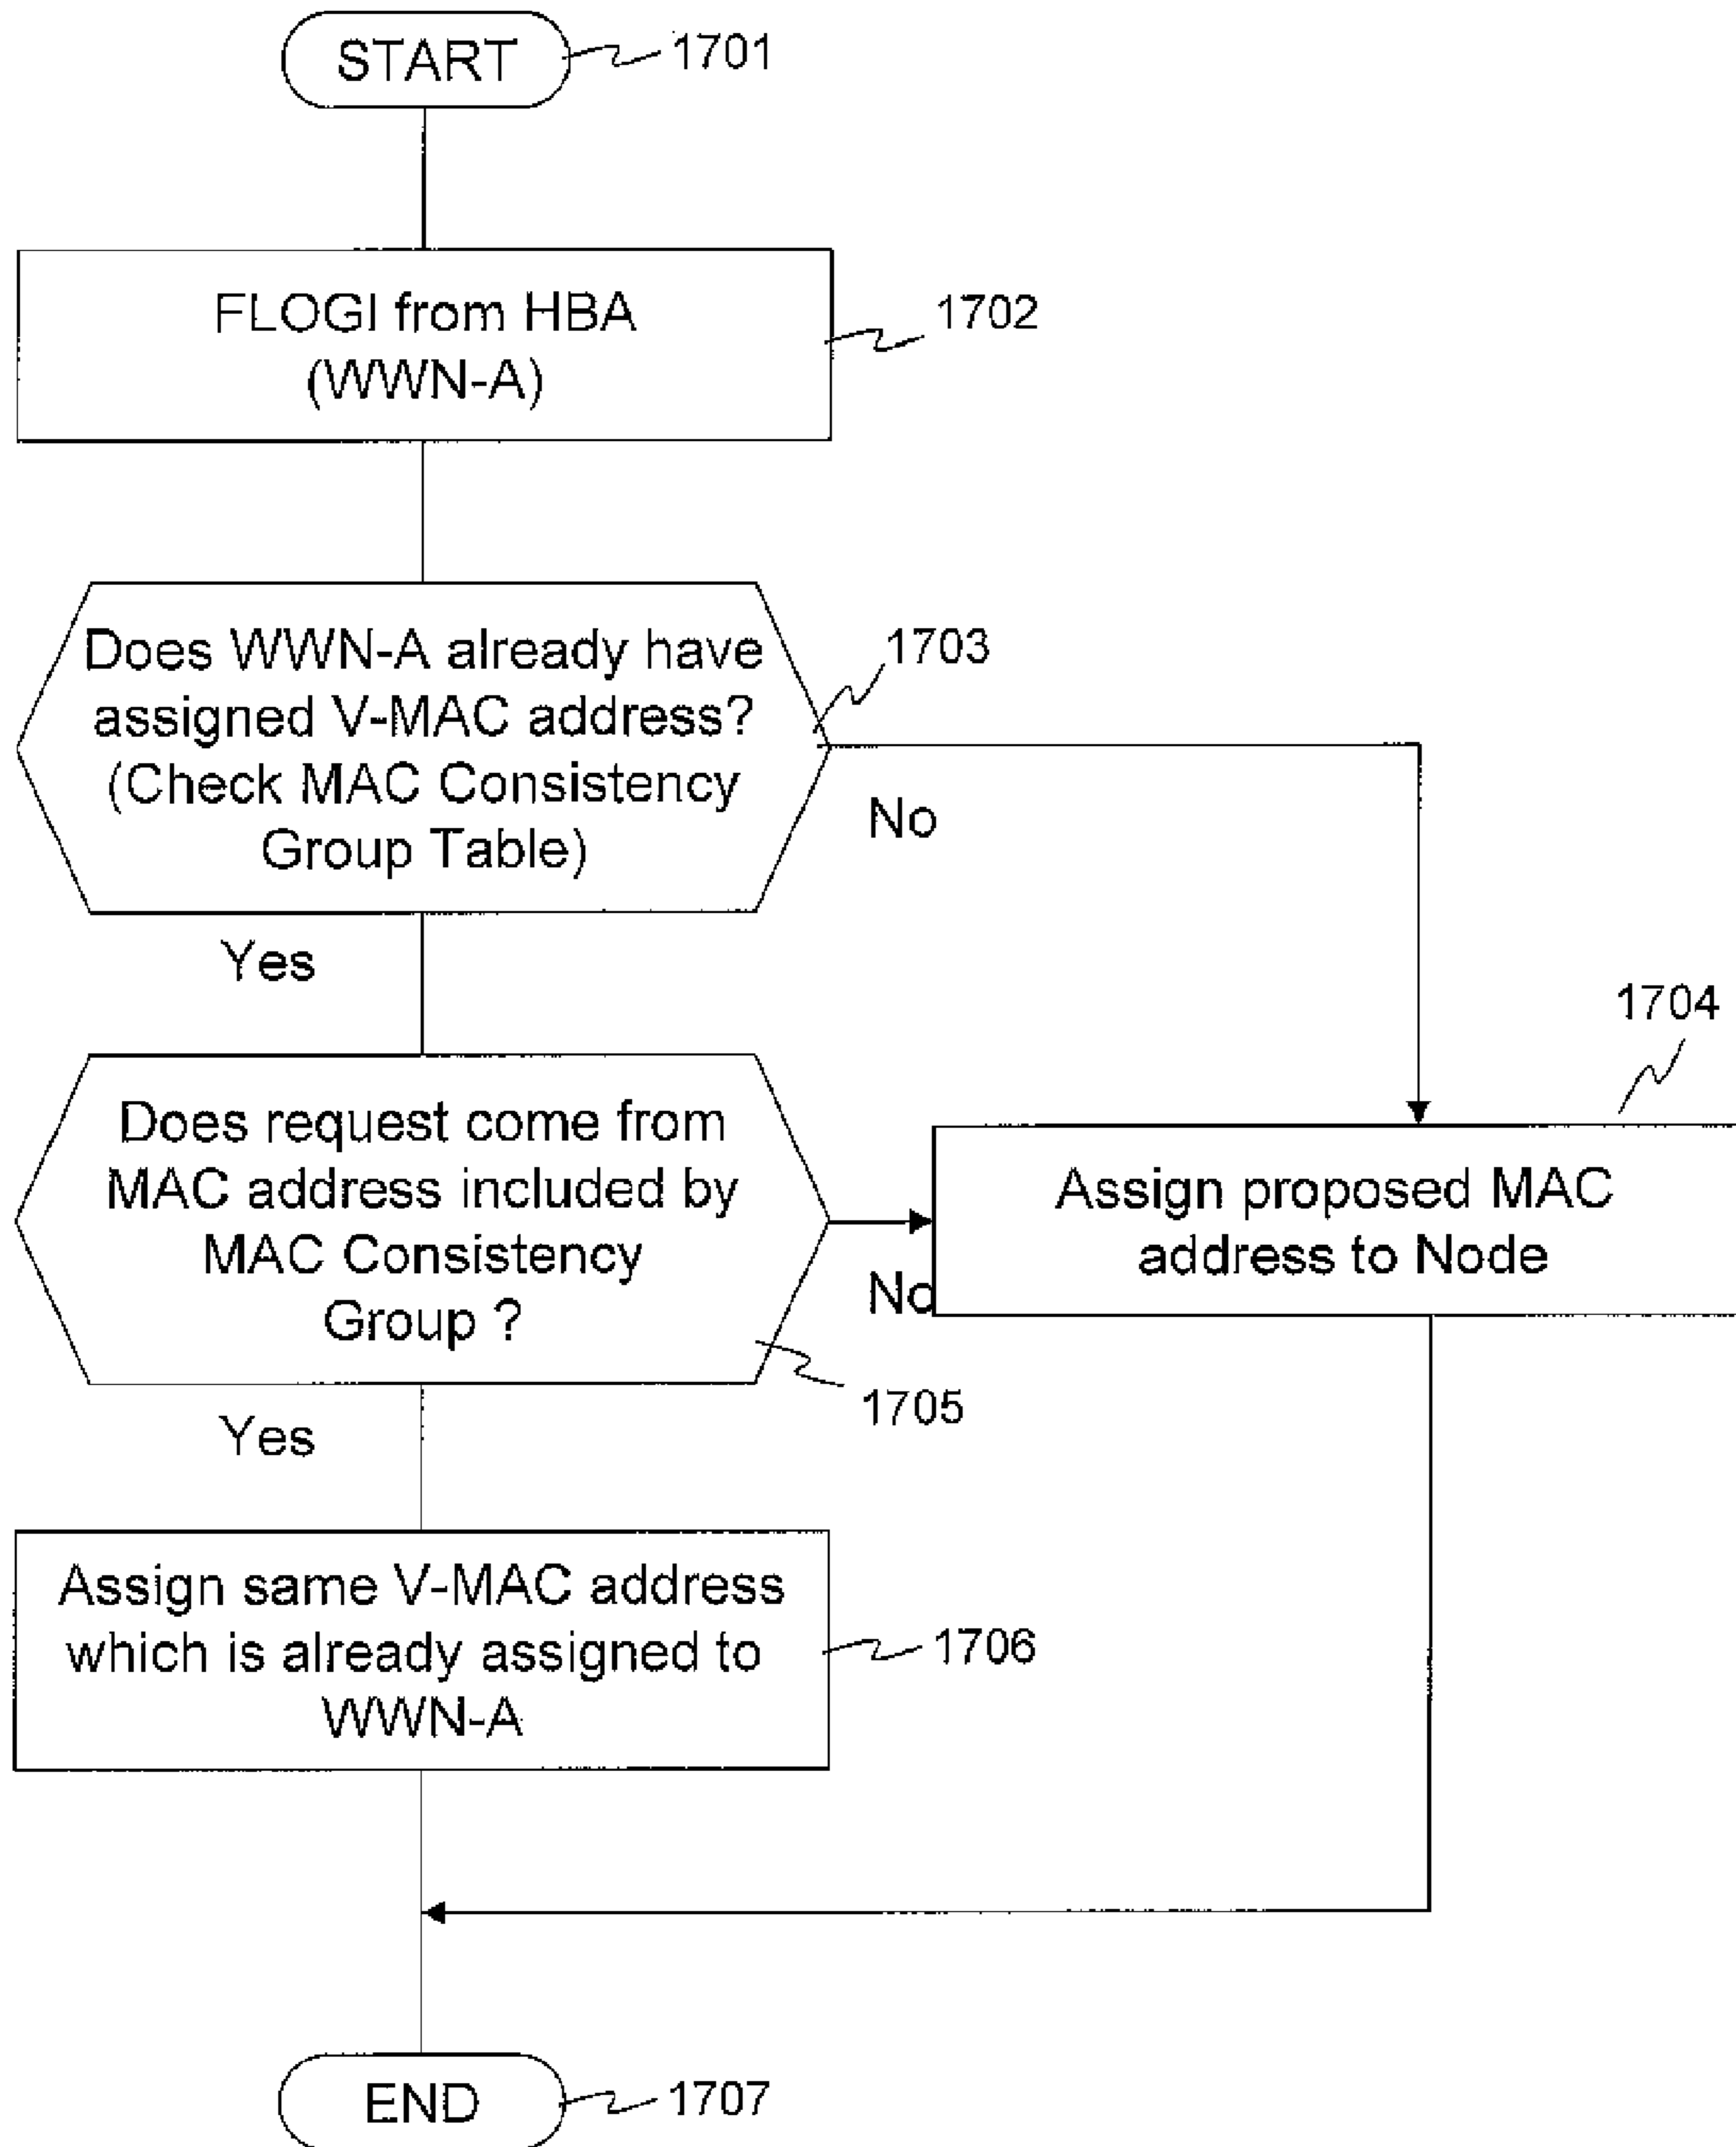 START
1701
FLOGI from HBA
(WWN-A)
1702
Does WWN-A already have
assigned V-MAC address?
(Check MAC Consistency
Group Table)
1703
No
Yes
1704
Does request come from
MAC address included by
MAC Consistency
Group ?
1705
No
Assign proposed MAC
address to Node
Yes
Assign same V-MAC address
which is already assigned to
WWN-A
1706
END
1707